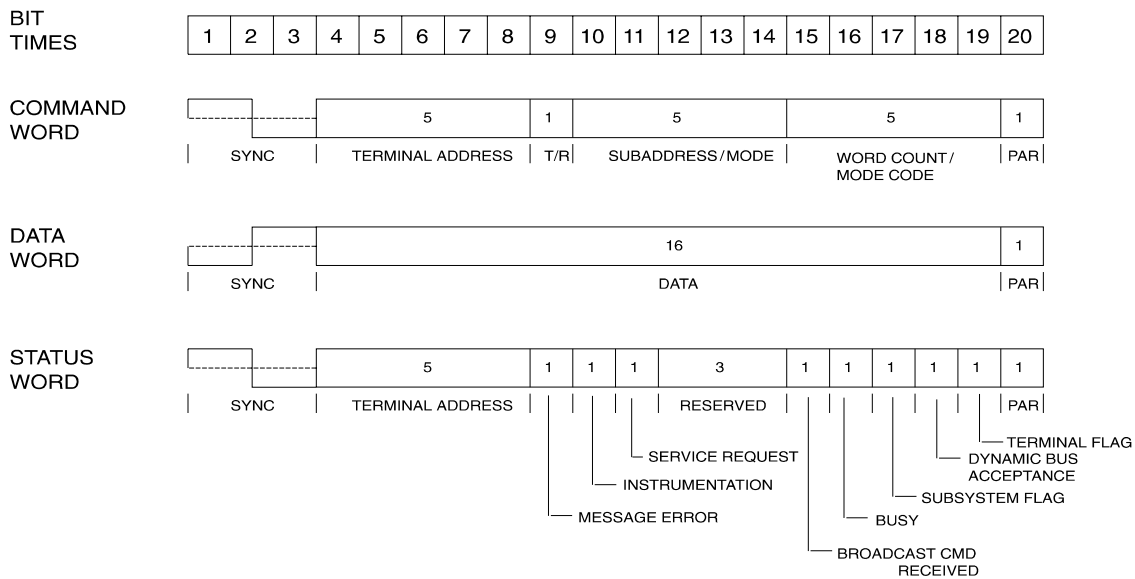 BIT
TIMES
1 2 3 4 5 6 7 8 9 10 11 12 13 14 15 16 17 18 19 20
COMMAND
WORD
5 1 5 5 1
SYNC TERMINAL ADDRESS T/R SUBADDRESS/MODE WORD COUNT/ PAR
MODE CODE
DATA
WORD
16 1
SYNC DATA PAR
STATUS
WORD
5 1 1 1 3 1 1 1 1 1 1
SYNC TERMINAL ADDRESS RESERVED PAR
TERMINAL FLAG
SERVICE REQUEST
DYNAMIC BUS
ACCEPTANCE
INSTRUMENTATION
SUBSYSTEM FLAG
MESSAGE ERROR
BUSY
BROADCAST CMD
RECEIVED